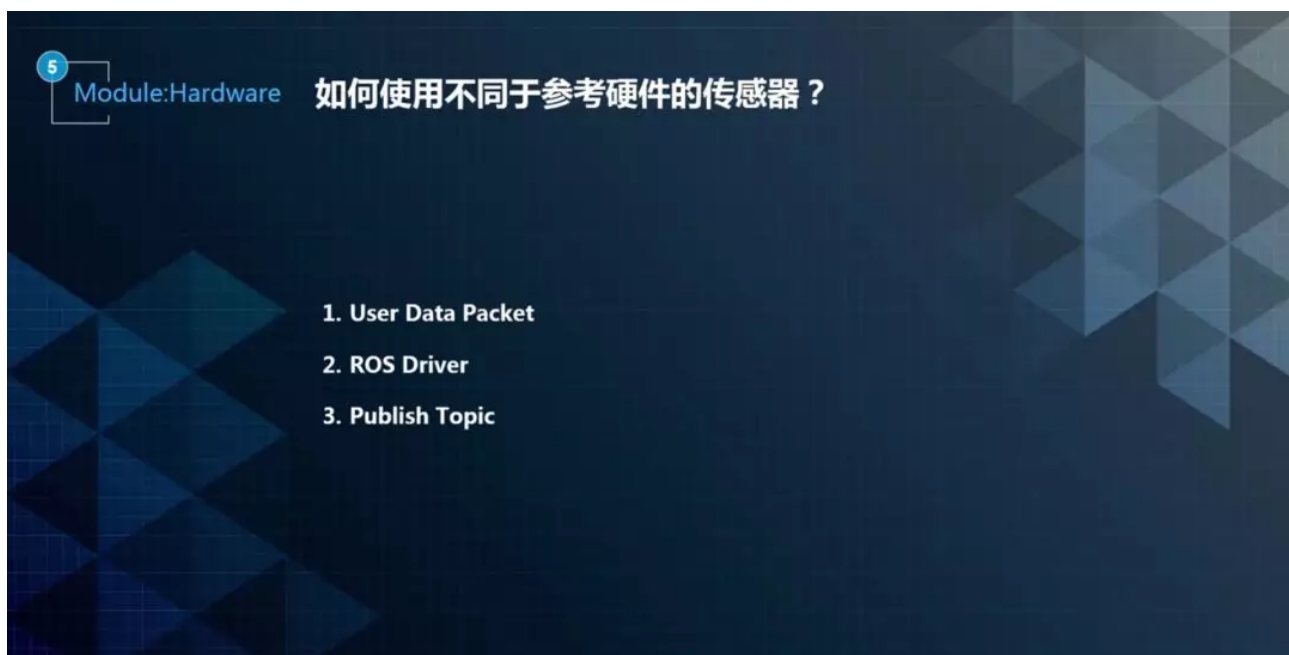 5
Module:Hardware 如何使用不同于参考硬件的传感器？
1. User Data Packet
2. ROS Driver
3. Publish Topic